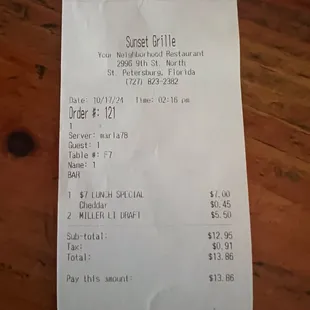 Sunset Grille
Your Neighborhood Restaurant
2996 9th St. North
St. Petersburg, Florida
(727) 823-2382
Date: 10/17/24 Time: 02:16 pm
Order #: 121
1
Server: maria78
Guest: 1
Table #: F7
Name: 1
BAR
1 $7 LUNCH SPECIAL $7.00
Cheddar $0.45
2 MILLER LI DRAFT $5.50
Sub-total: $12.95
Tax: $0.91
Total: $13.86
Pay this amount: $13.86